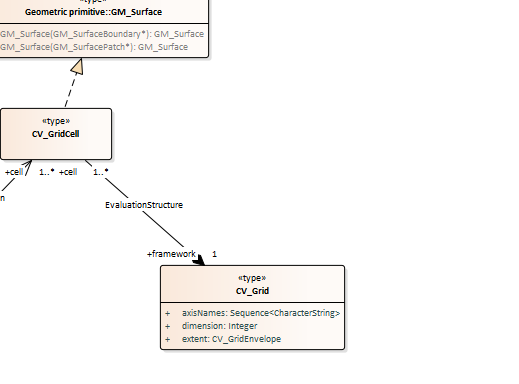 «type»
Geometric primitive::GM_Surface
GM_Surface(GM_SurfaceBoundary*): GM_Surface
GM_Surface(GM_SurfacePatch*): GM_Surface
«type»
CV_GridCell
+cell 1..* +cell 1..*
n
EvaluationStructure
+framework 1
«type»
CV_Grid
+ axisNames: Sequence<CharacterString>
+ dimension: Integer
+ extent: CV_GridEnvelope